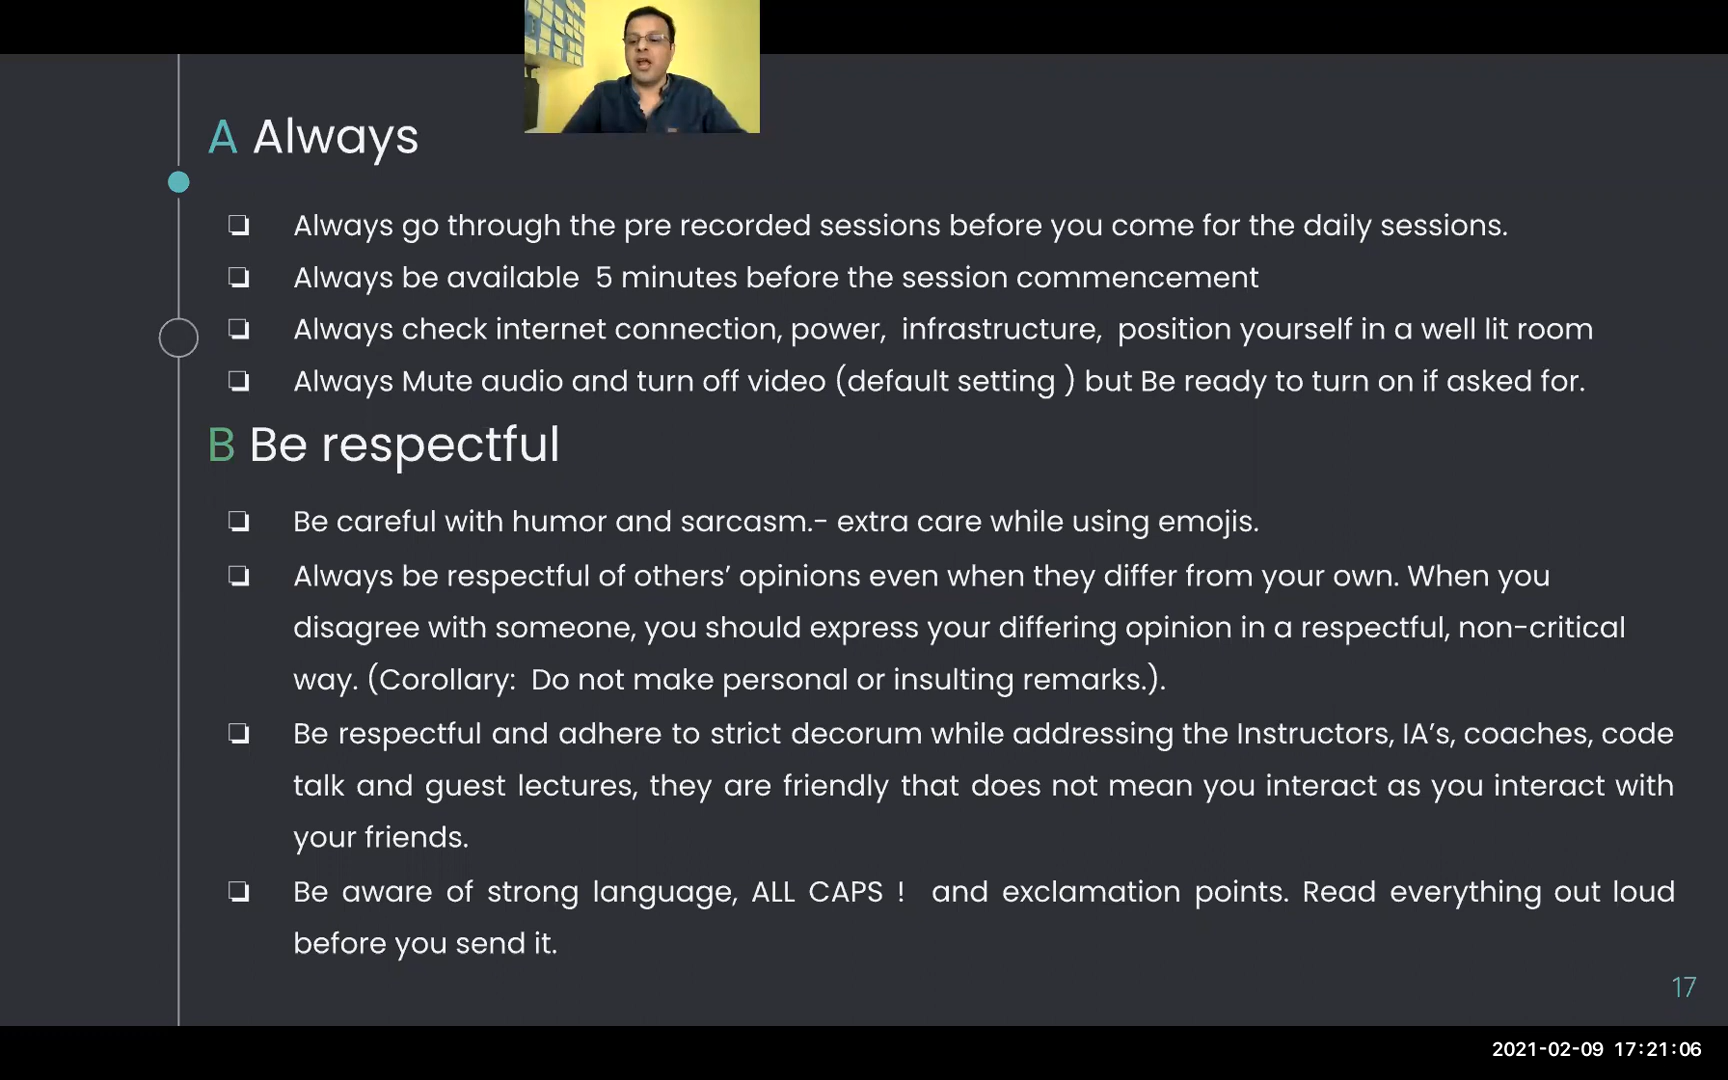 A Always
❏ Always go through the pre recorded sessions before you come for the daily sessions.
❏ Always be available  5 minutes before the session commencement
❏ Always check internet connection, power,  infrastructure,  position yourself in a well lit room
❏ Always Mute audio and turn off video (default setting ) but Be ready to turn on if asked for.
B Be respectful
❏ Be careful with humor and sarcasm.- extra care while using emojis.
❏ Always be respectful of others’ opinions even when they differ from your own. When you
disagree with someone, you should express your differing opinion in a respectful, non-critical
way. (Corollary:  Do not make personal or insulting remarks.).
❏ Be respectful and adhere to strict decorum while addressing the Instructors, IA’s, coaches, code
talk and guest lectures, they are friendly that does not mean you interact as you interact with
your friends.
❏ Be aware of strong language, ALL CAPS !  and exclamation points. Read everything out loud
before you send it.
17
2021-02-09 17:21:06